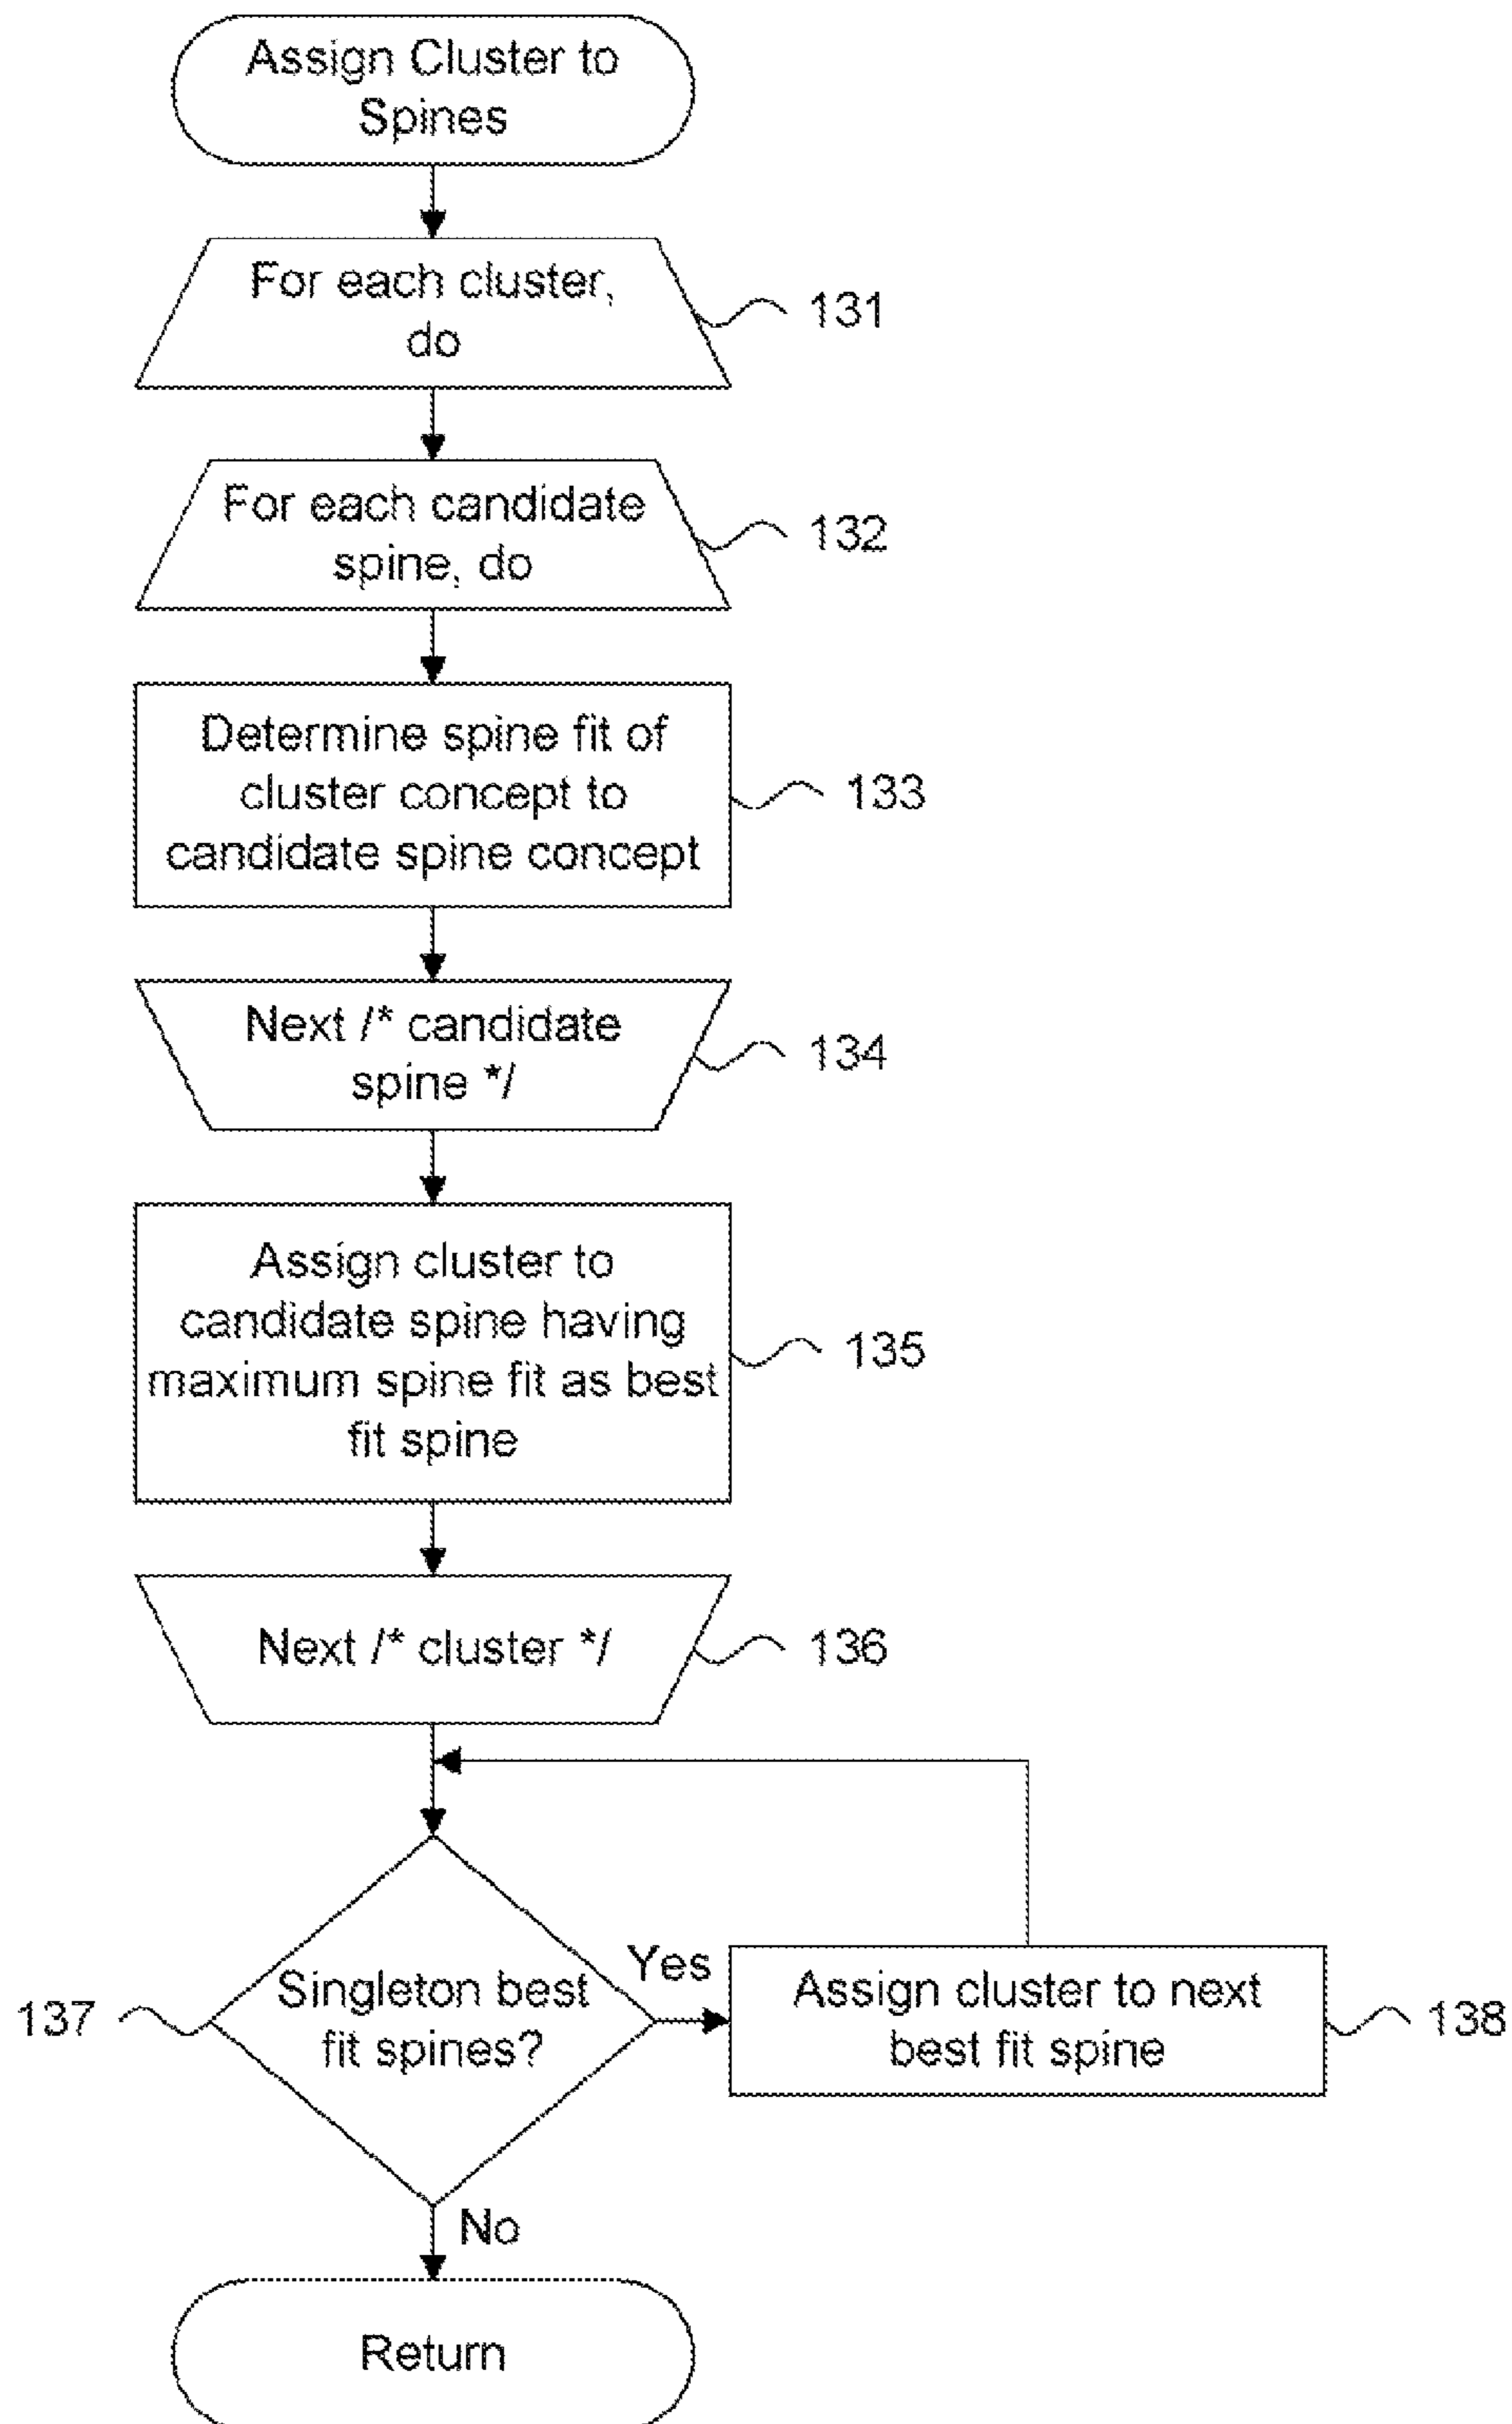 Assign Cluster to
Spines
For each cluster,
do
131
For each candidate
spine, do
132
Determine spine fit of
cluster concept to
candidate spine concept
133
Next /* candidate
spine */
134
Assign cluster to
candidate spine having
maximum spine fit as best
fit spine
135
Next /* cluster */
136
Singleton best
fit spines?
137
Yes
Assign cluster to next
best fit spine
138
No
Return